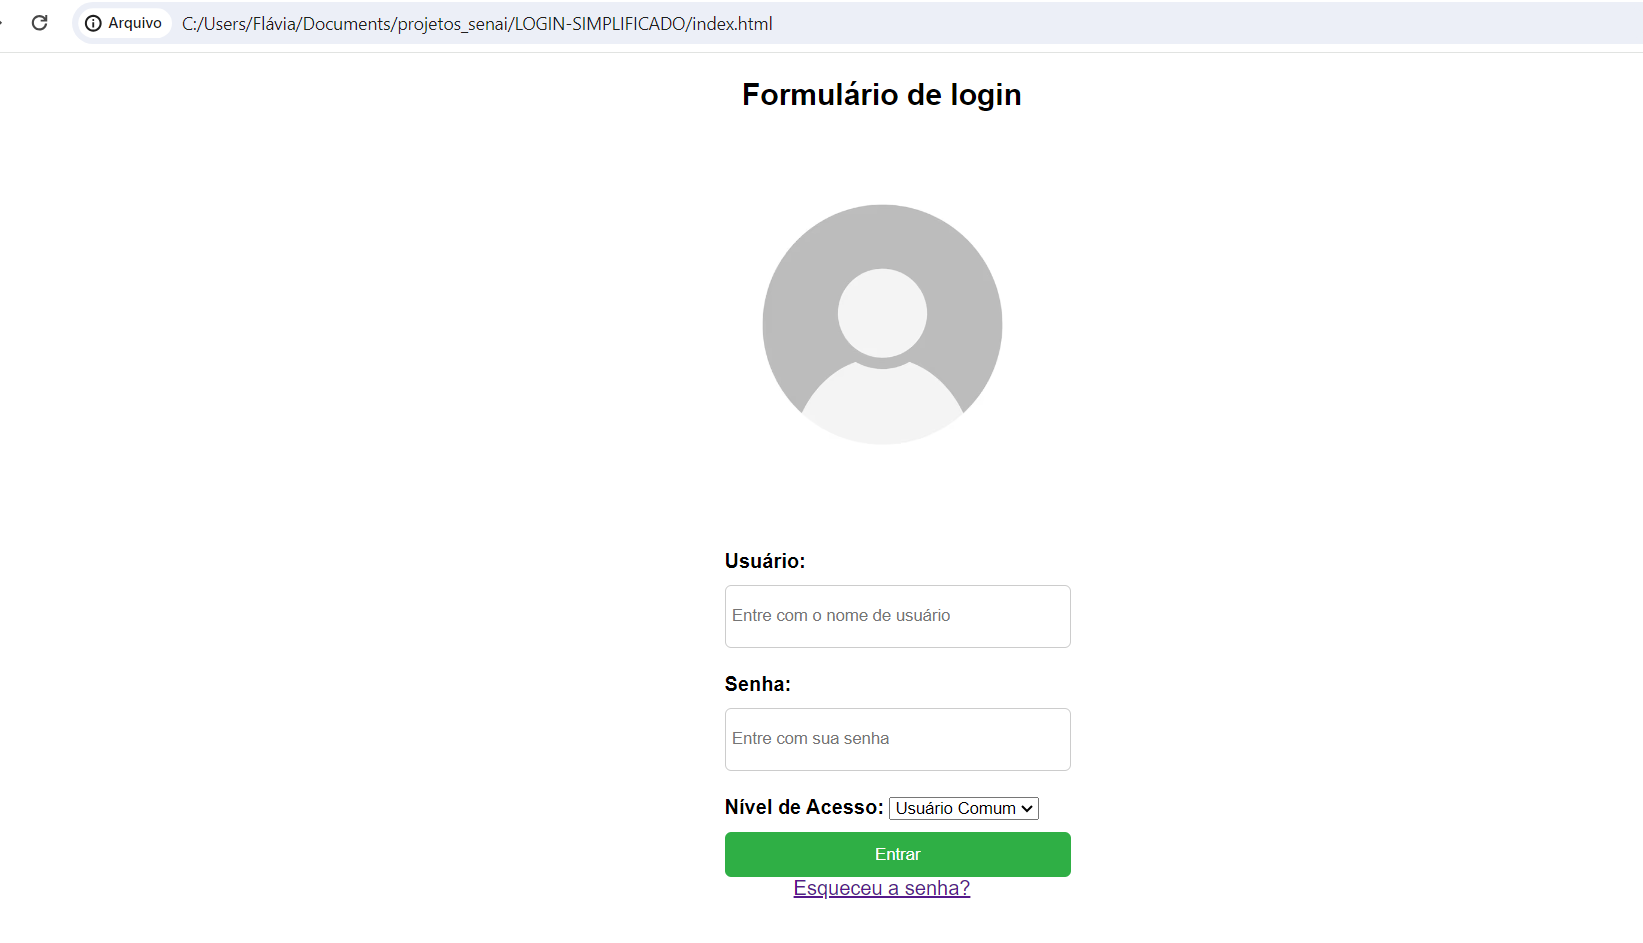 Arquivo C:/Users/Flávia/Documents/projetos_senai/LOGIN-SIMPLIFICADO/index.html
Formulário de login
Usuário:
Entre com o nome de usuário
Senha:
Entre com sua senha
Nível de Acesso: Usuário Comum
Entrar
Esqueceu a senha?